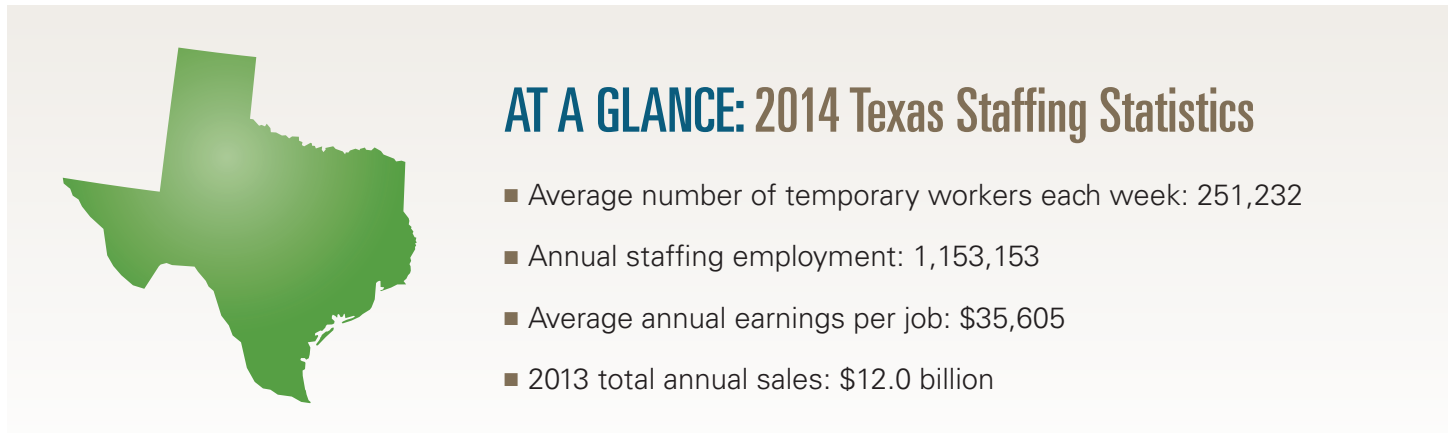 AT A GLANCE: 2014 Texas Staffing Statistics
■ Average number of temporary workers each week: 251,232
■ Annual staffing employment: 1,153,153
■ Average annual earnings per job: $35,605
■ 2013 total annual sales: $12.0 billion